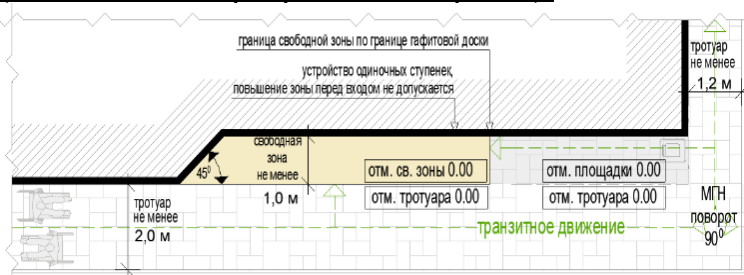 граница свободной зоны по границе гафитовой доски
устройство одиночных ступенек,
повышение зоны перед входом не допускается
тротуар
не менее
1,2 м
свободная
зона
не менее
1,0 м
45⁰
отм. св. зоны 0.00
отм. площадки 0.00
отм. тротуара 0.00
отм. тротуара 0.00
тротуар
не менее
2,0 м
транзитное движение
МГН
поворот
90⁰